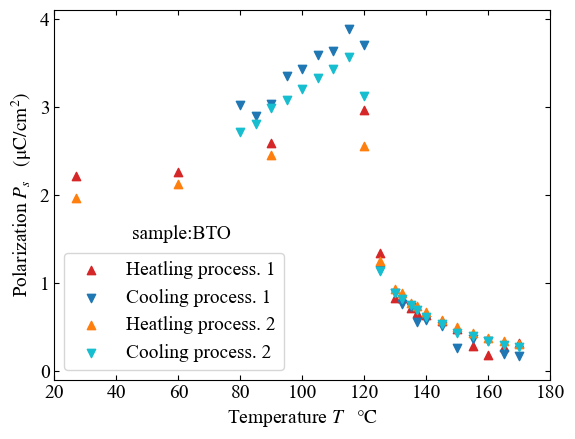 4
3
2
1
0
Polarization Ps (μC/cm²)
sample:BTO
Heatling process. 1
Cooling process. 1
Heatling process. 2
Cooling process. 2
20 40 60 80 100 120 140 160 180
Temperature T °C